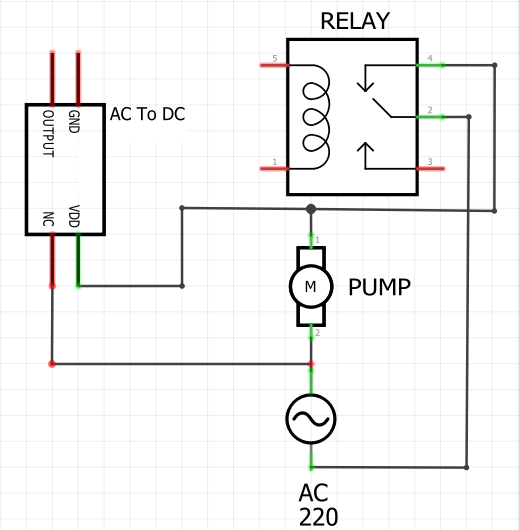 RELAY
5
4
AC To DC
OUTPUT
GND
2
1
3
NC
VDD
1
M
PUMP
2
AC
220